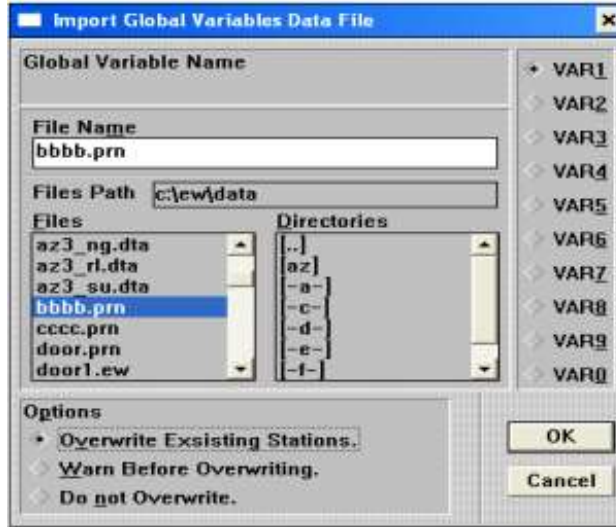 Import Global Variables Data File
Global Variable Name
File Name
bbbb.prn
Files Path c:\ew\data
Files
az3_ng.dta
az3_rl.dta
az3_su.dta
bbbb.prn
cccc.prn
door.prn
door1.ew
Directories
[..]
[az]
[-a-]
[-c-]
[-d-]
[-e-]
[-f-]
Options
Overwrite Exsisting Stations.
Warn Before Overwriting.
Do not Overwrite.
VAR1
VAR2
VAR3
VAR4
VAR5
VAR6
VAR7
VAR8
VAR9
VAR0
OK
Cancel